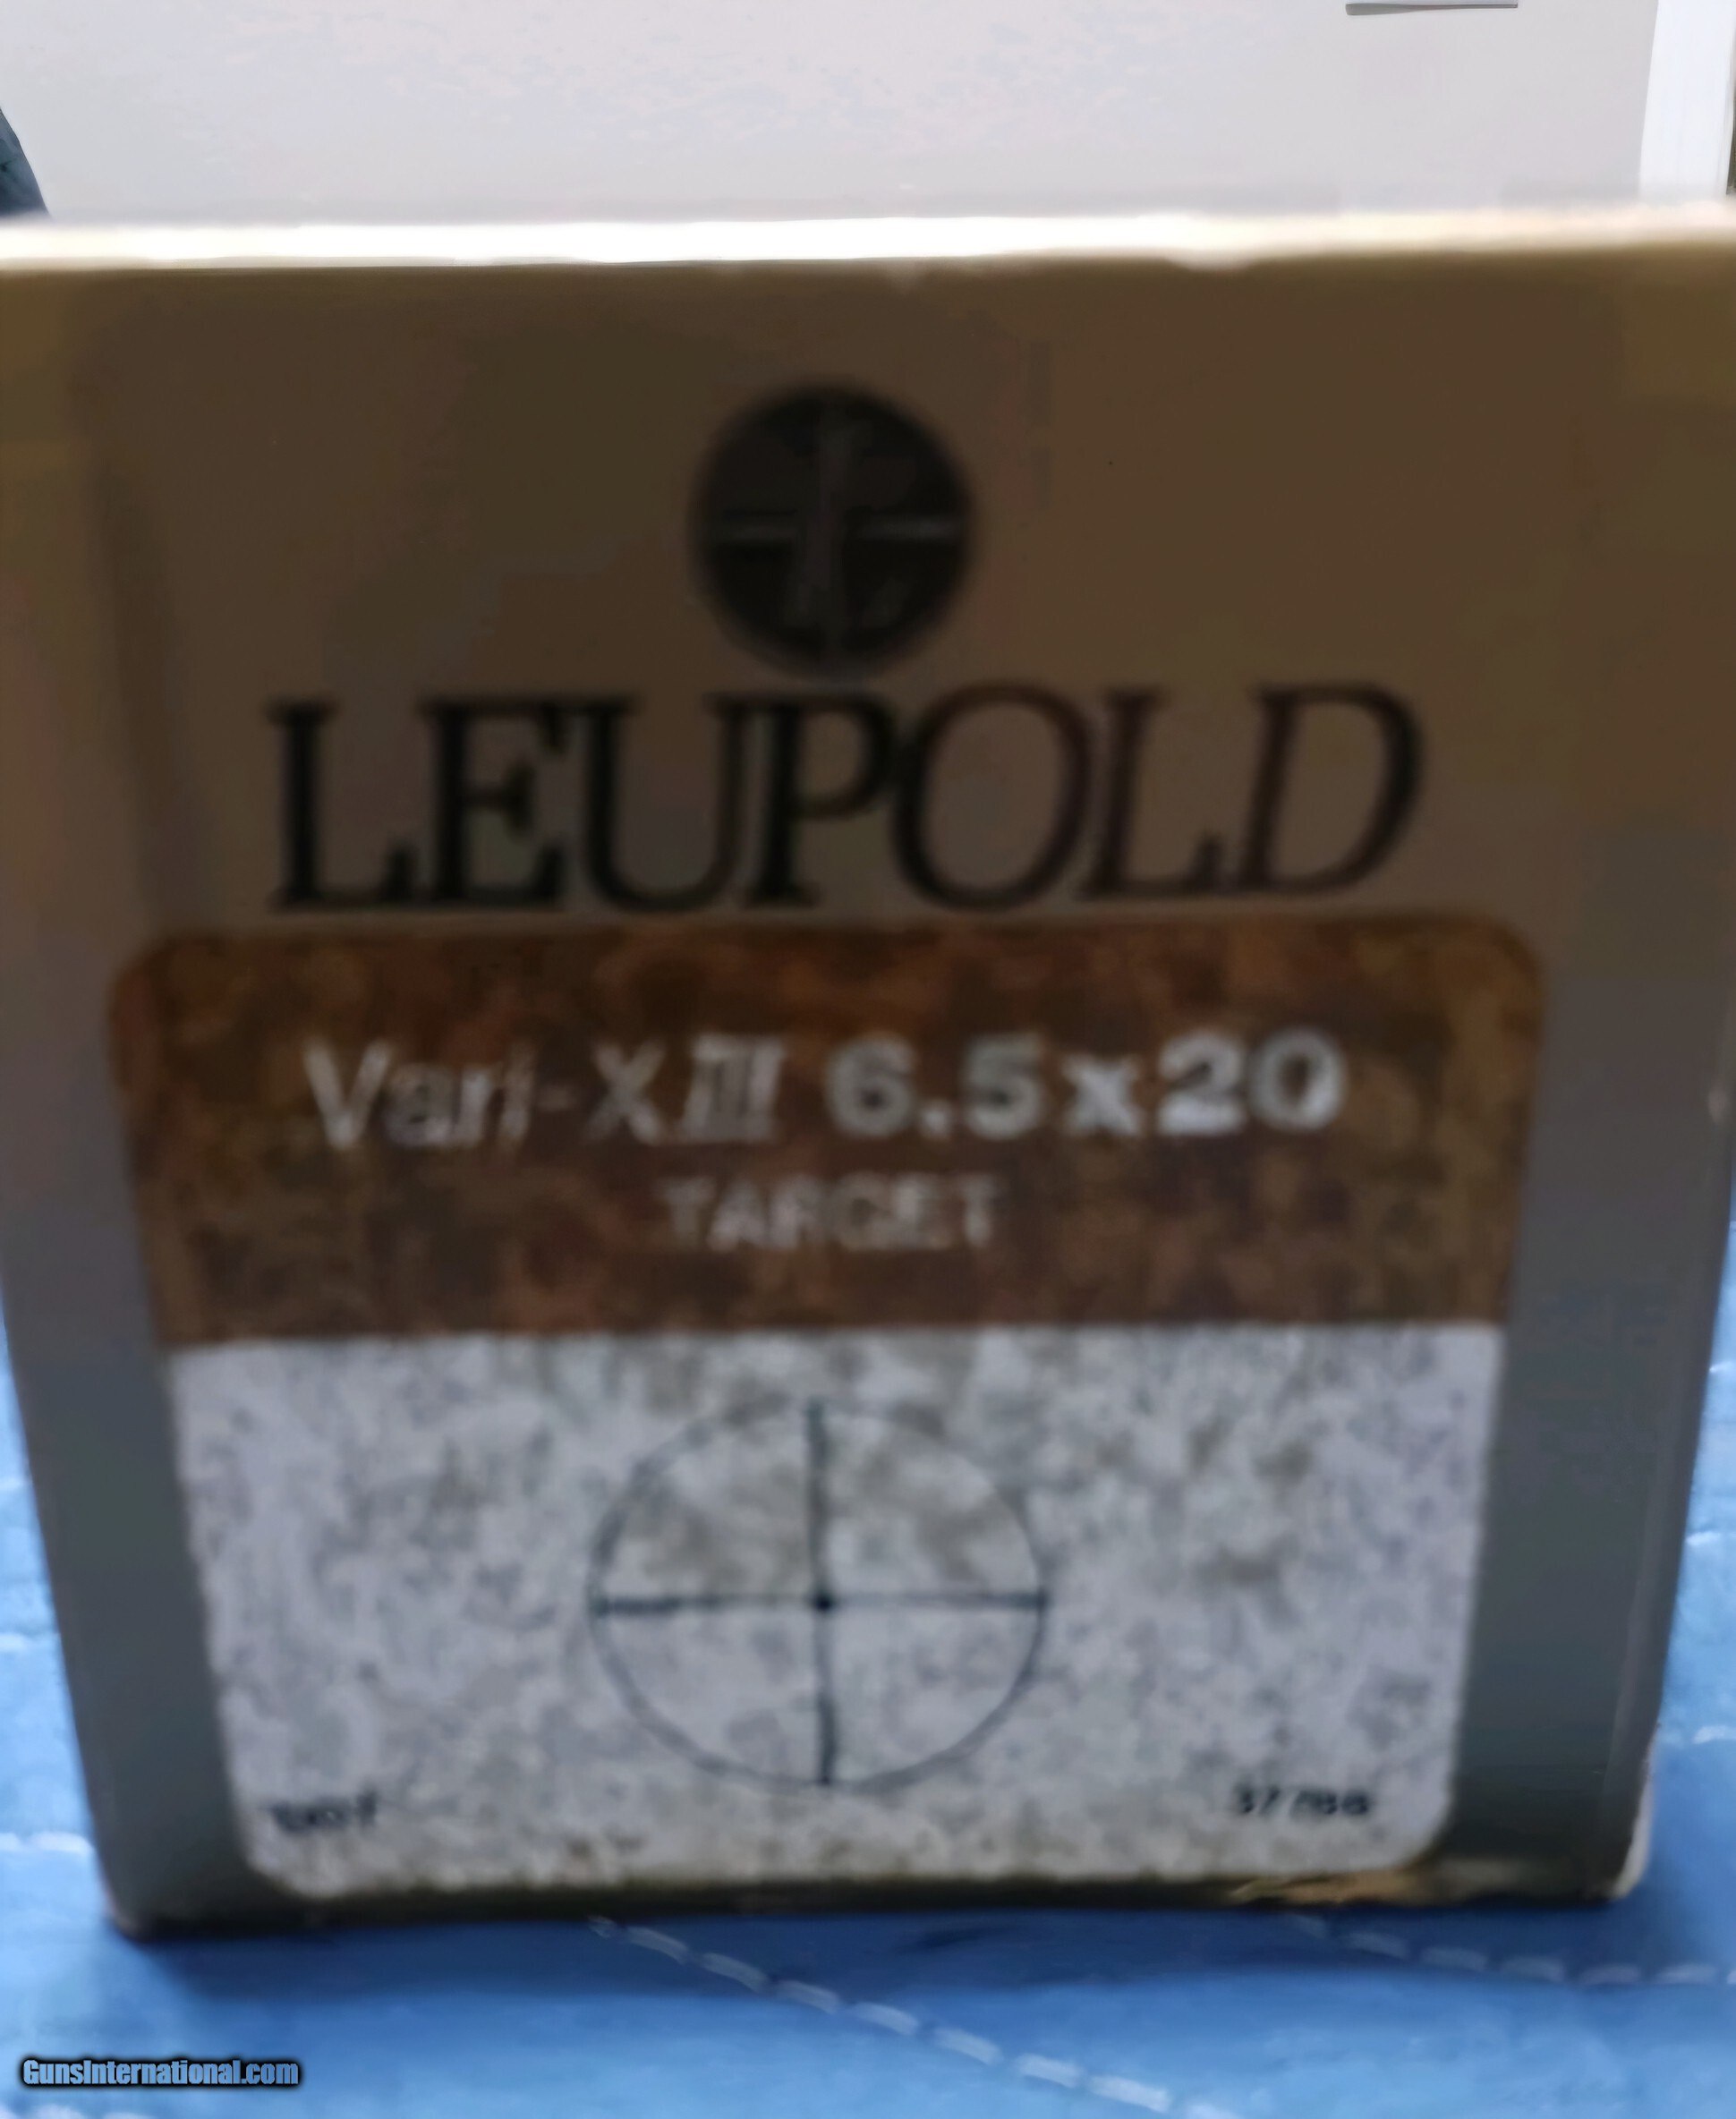 LEUPOLD
Vari-X III 6.5x20
TARGET
GunsInternational.com